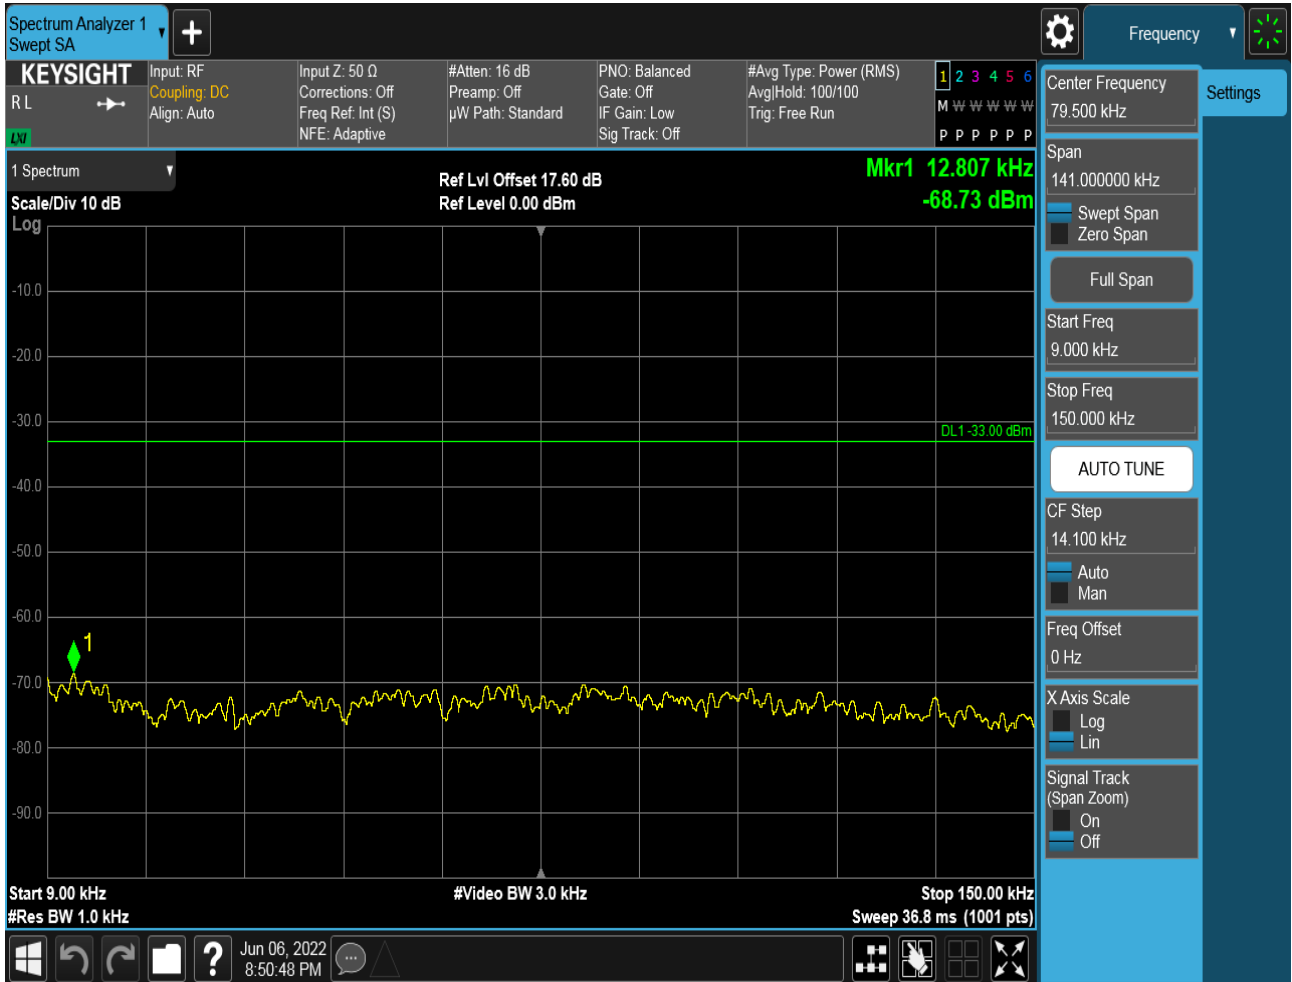 Spectrum Analyzer 1
Swept SA
Frequency
KEYSIGHT
R L
LXI
Input: RF
Coupling: DC
Align: Auto
Input Z: 50 Ω
Corrections: Off
Freq Ref: Int (S)
NFE: Adaptive
#Atten: 16 dB
Preamp: Off
µW Path: Standard
PNO: Balanced
Gate: Off
IF Gain: Low
Sig Track: Off
#Avg Type: Power (RMS)
Avg|Hold: 100/100
Trig: Free Run
1 2 3 4 5 6
M W W W W W
P P P P P P
1 Spectrum
Scale/Div 10 dB
Log
Ref Lvl Offset 17.60 dB
Ref Level 0.00 dBm
Mkr1 12.807 kHz
-68.73 dBm
-10.0
-20.0
-30.0
DL1 -33.00 dBm
-40.0
-50.0
-60.0
1
-70.0
-80.0
-90.0
Start 9.00 kHz
#Res BW 1.0 kHz
#Video BW 3.0 kHz
Stop 150.00 kHz
Sweep 36.8 ms (1001 pts)
Jun 06, 2022
8:50:48 PM
Center Frequency
79.500 kHz
Settings
Span
141.000000 kHz
Swept Span
Zero Span
Full Span
Start Freq
9.000 kHz
Stop Freq
150.000 kHz
AUTO TUNE
CF Step
14.100 kHz
Auto
Man
Freq Offset
0 Hz
X Axis Scale
Log
Lin
Signal Track
(Span Zoom)
On
Off